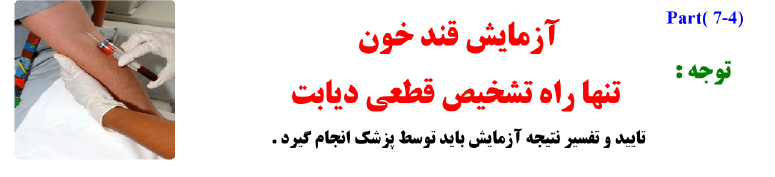 Part( 7-4)
توجه :
آزمایش قند خون
تنها راه تشخیص قطعی دیابت
تایید و تفسیر نتیجه آزمایش باید توسط پزشک انجام گیرد .